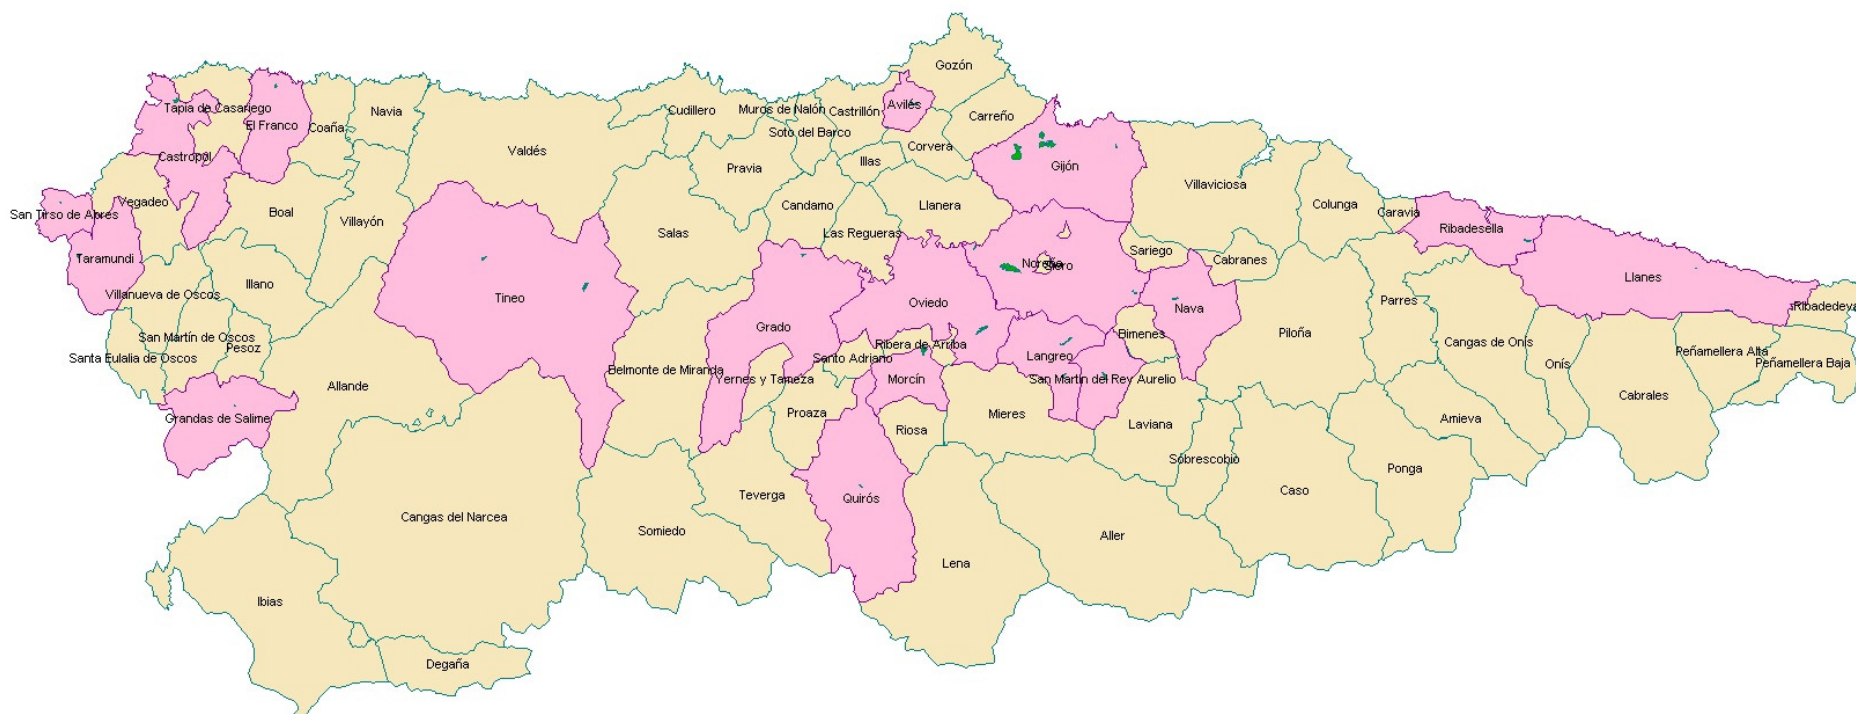 Gozón
Tapia de Casariego
Avilés
Navia
Cudillero
Muros de Nalón
Castrillón
Carreño
El Franco
Coaña
Soto del Barco
Corvera
Valdés
Castropol
Illas
Gijón
Pravia
Villaviciosa
Vegadeo
San Tirso de Abres
Boal
Villayón
Candamo
Llanera
Colunga
Caravia
Salas
Las Regueras
Ribadesella
Taramundi
Sariego
Cabranes
Noreña
Siero
Llanes
Illano
Villanueva de Oscos
Tineo
Oviedo
Nava
Parres
Ribadedeva
Grado
Bimenes
Piloña
San Martín de Oscos
Pesoz
Ribera de Arriba
Cangas de Onís
Santa Eulalia de Oscos
Santo Adriano
Langreo
Onís
Peñamellera Alta
Peñamellera Baja
Allande
Belmonte de Miranda
Yernes y Tameza
Morcín
San Martín del Rey Aurelio
Cabrales
Grandas de Salime
Proaza
Mieres
Amieva
Riosa
Laviana
Sobrescobio
Ponga
Teverga
Quirós
Caso
Cangas del Narcea
Somiedo
Aller
Lena
Ibias
Degaña